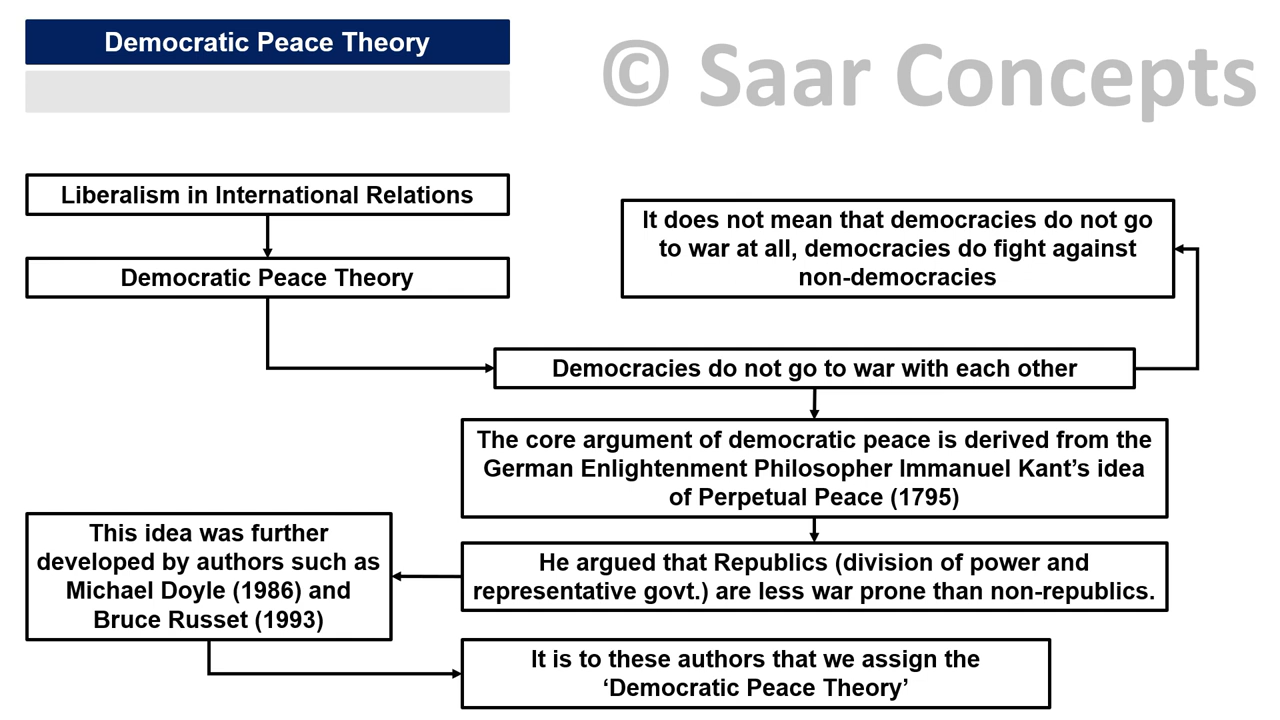 Democratic Peace Theory
© Saar Concepts
Liberalism in International Relations
Democratic Peace Theory
It does not mean that democracies do not go
to war at all, democracies do fight against
non-democracies
Democracies do not go to war with each other
The core argument of democratic peace is derived from the
German Enlightenment Philosopher Immanuel Kant’s idea
of Perpetual Peace (1795)
He argued that Republics (division of power and
representative govt.) are less war prone than non-republics.
This idea was further
developed by authors such as
Michael Doyle (1986) and
Bruce Russet (1993)
It is to these authors that we assign the
‘Democratic Peace Theory’